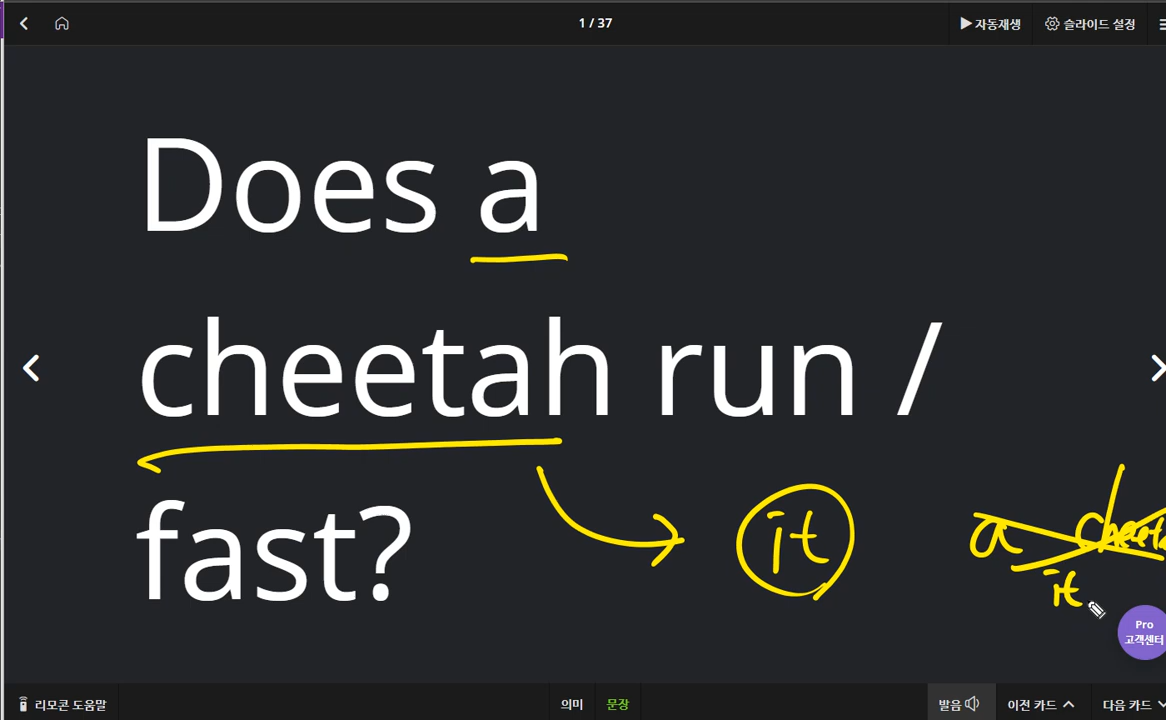 1 / 37
자동재생
슬라이드 설정
Does a
cheetah run /
fast?
it
a
it
Pro
고객센터
리모콘 도움말
의미
문장
발음
이전 카드
다음 카드